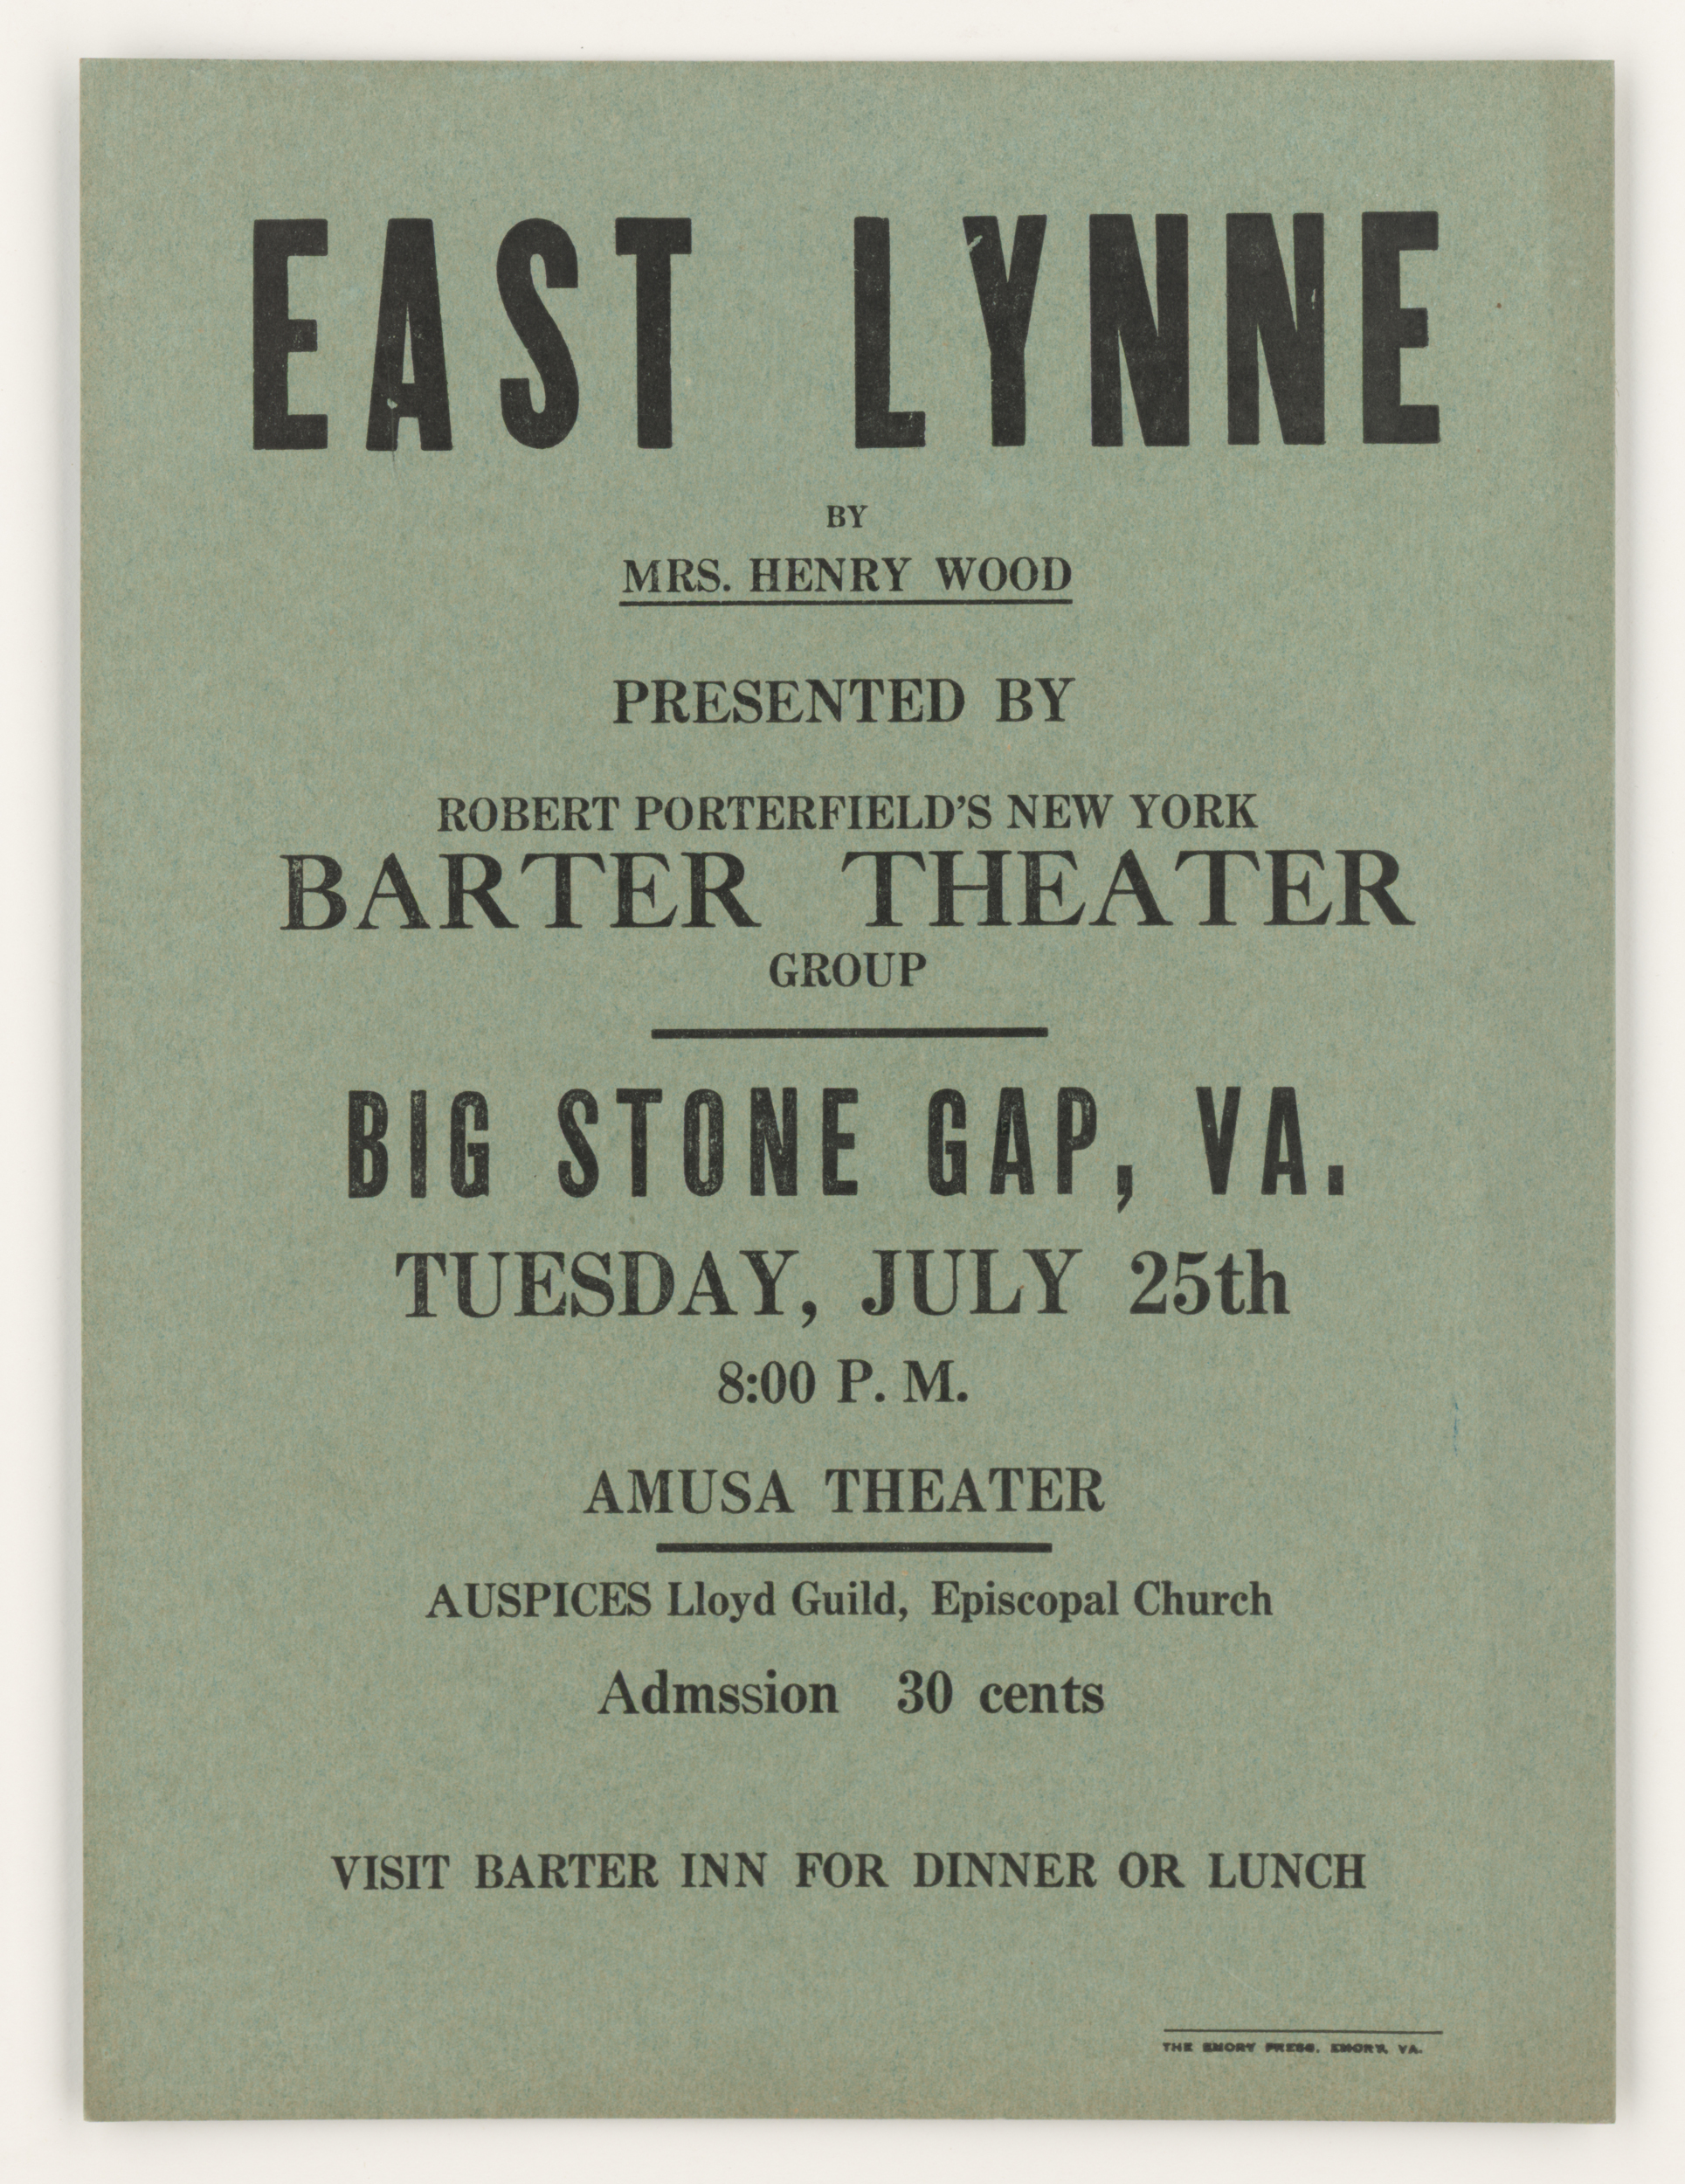 EAST LYNNE
BY
MRS. HENRY WOOD
PRESENTED BY
ROBERT PORTERFIELD'S NEW YORK
BARTER THEATER
GROUP
BIG STONE GAP, VA.
TUESDAY, JULY 25th
8:00 P. M.
AMUSA THEATER
AUSPICES Lloyd Guild, Episcopal Church
Admssion 30 cents
VISIT BARTER INN FOR DINNER OR LUNCH
THE EMORY PRESS, EMORY, VA.